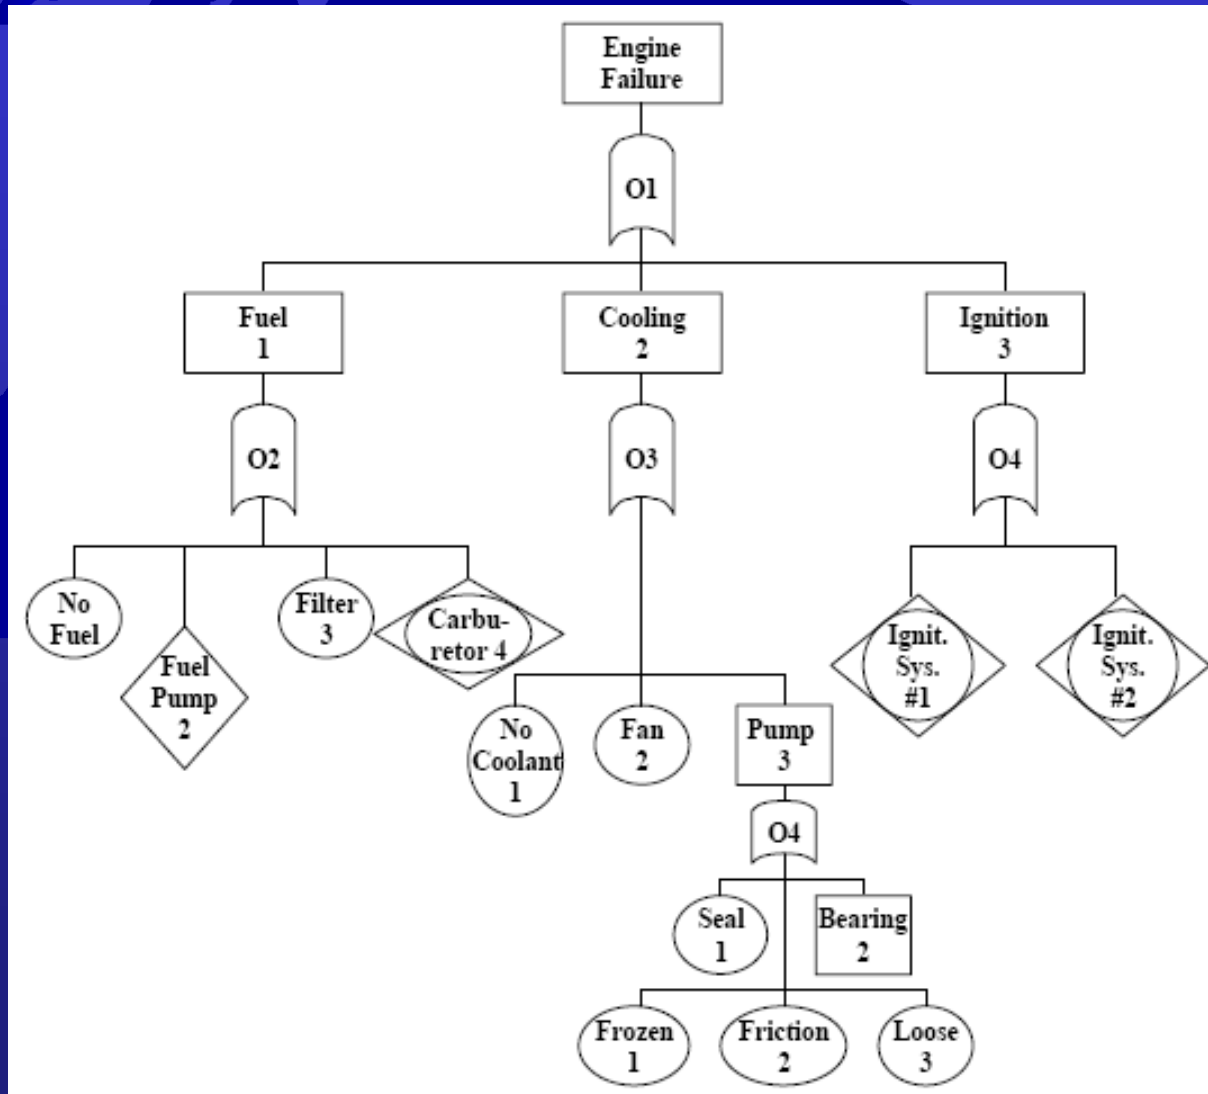 Engine
Failure
O1
Fuel
1
Cooling
2
Ignition
3
O2
O3
O4
No
Fuel
Fuel
Pump
2
Filter
3
Carbu-
retor 4
Ignit.
Sys.
#1
Ignit.
Sys.
#2
No
Coolant
1
Fan
2
Pump
3
O4
Seal
1
Bearing
2
Frozen
1
Friction
2
Loose
3